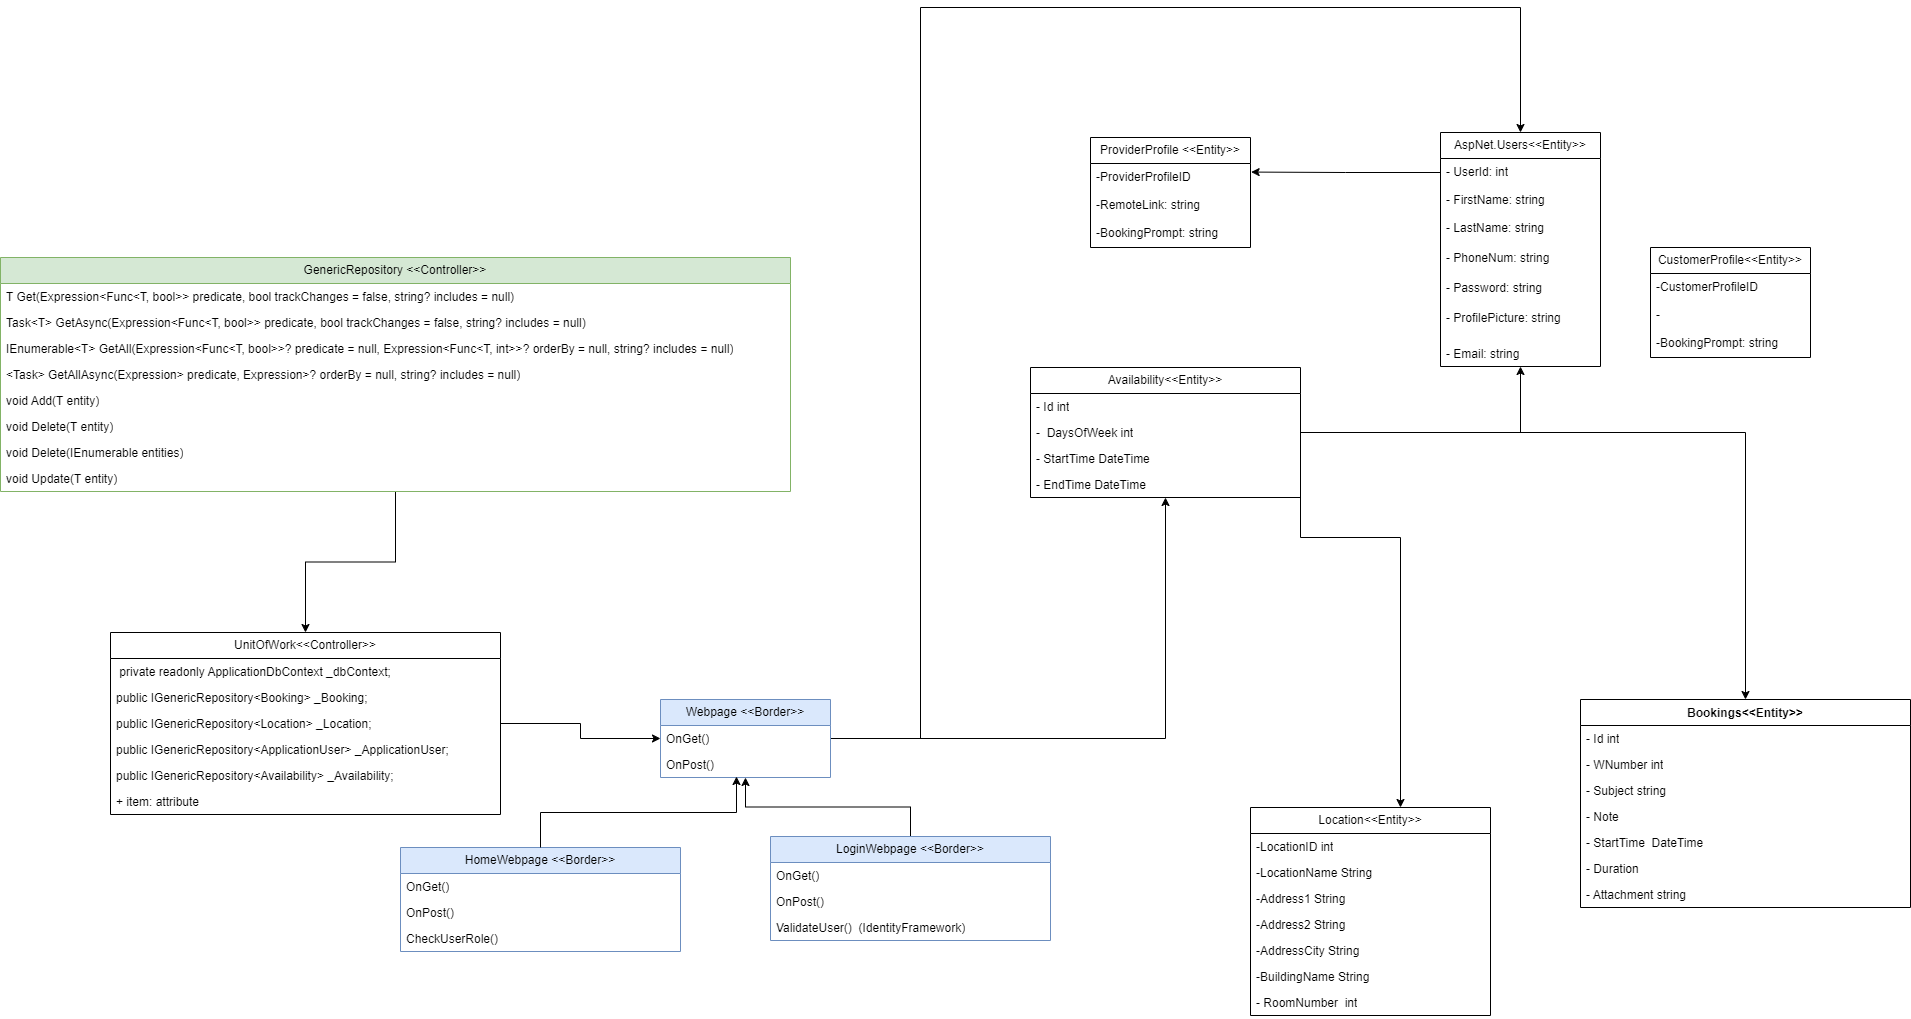 GenericRepository <<Controller>>
T Get(Expression<Func<T, bool>> predicate, bool trackChanges = false, string? includes = null)
Task<T> GetAsync(Expression<Func<T, bool>> predicate, bool trackChanges = false, string? includes = null)
IEnumerable<T> GetAll(Expression<Func<T, bool>>? predicate = null, Expression<Func<T, int>>? orderBy = null, string? includes = null)
<Task> GetAllAsync(Expression> predicate, Expression>? orderBy = null, string? includes = null)
void Add(T entity)
void Delete(T entity)
void Delete(IEnumerable entities)
void Update(T entity)
UnitOfWork<<Controller>>
private readonly ApplicationDbContext _dbContext;
public IGenericRepository<Booking> _Booking;
public IGenericRepository<Location> _Location;
public IGenericRepository<ApplicationUser> _ApplicationUser;
public IGenericRepository<Availability> _Availability;
+ item: attribute
Webpage <<Border>>
OnGet()
OnPost()
HomeWebpage <<Border>>
OnGet()
OnPost()
CheckUserRole()
LoginWebpage <<Border>>
OnGet()
OnPost()
ValidateUser()  (IdentityFramework)
ProviderProfile <<Entity>>
-ProviderProfileID
-RemoteLink: string
-BookingPrompt: string
AspNet.Users<<Entity>>
- UserId: int
- FirstName: string
- LastName: string
- PhoneNum: string
- Password: string
- ProfilePicture: string
- Email: string
CustomerProfile<<Entity>>
-CustomerProfileID
-
-BookingPrompt: string
Availability<<Entity>>
- Id int
-  DaysOfWeek int
- StartTime DateTime
- EndTime DateTime
Location<<Entity>>
-LocationID int
-LocationName String
-Address1 String
-Address2 String
-AddressCity String
-BuildingName String
- RoomNumber  int
Bookings<<Entity>>
- Id int
- WNumber int
- Subject string
- Note
- StartTime  DateTime
- Duration
- Attachment string